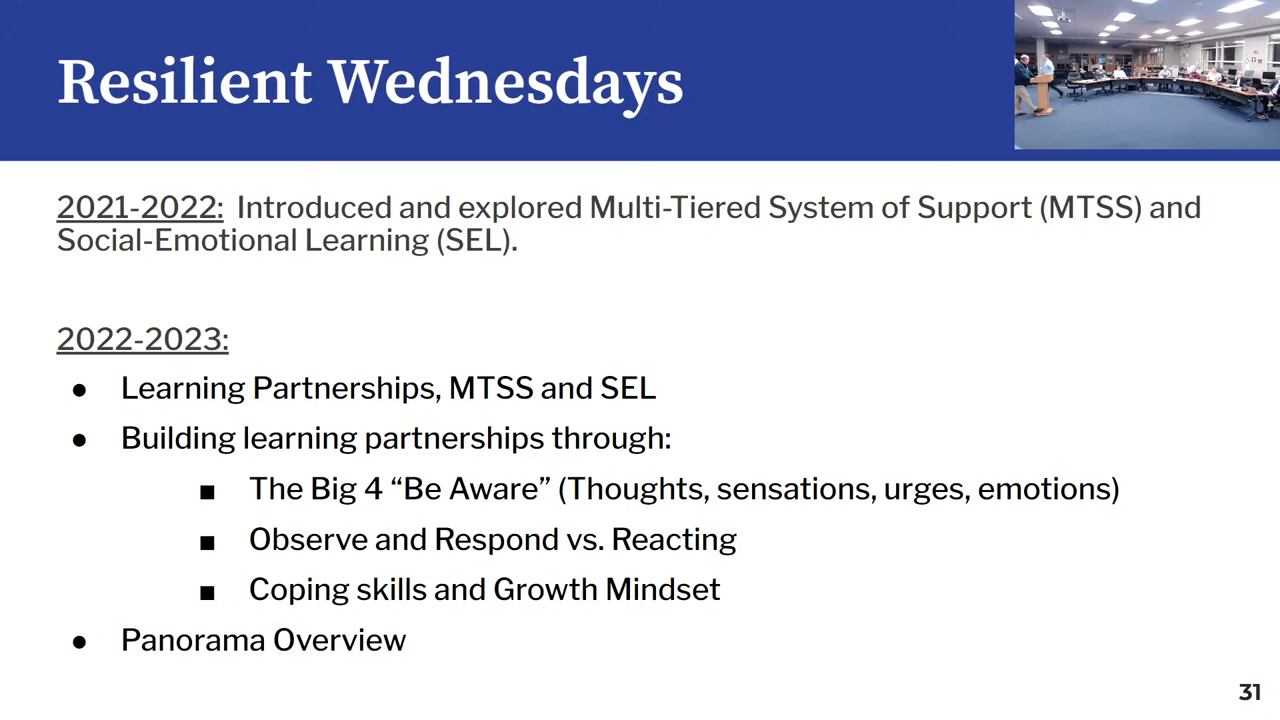 Resilient Wednesdays
2021-2022: Introduced and explored Multi-Tiered System of Support (MTSS) and
Social-Emotional Learning (SEL).
2022-2023:
● Learning Partnerships, MTSS and SEL
● Building learning partnerships through:
■ The Big 4 “Be Aware” (Thoughts, sensations, urges, emotions)
■ Observe and Respond vs. Reacting
■ Coping skills and Growth Mindset
● Panorama Overview
31